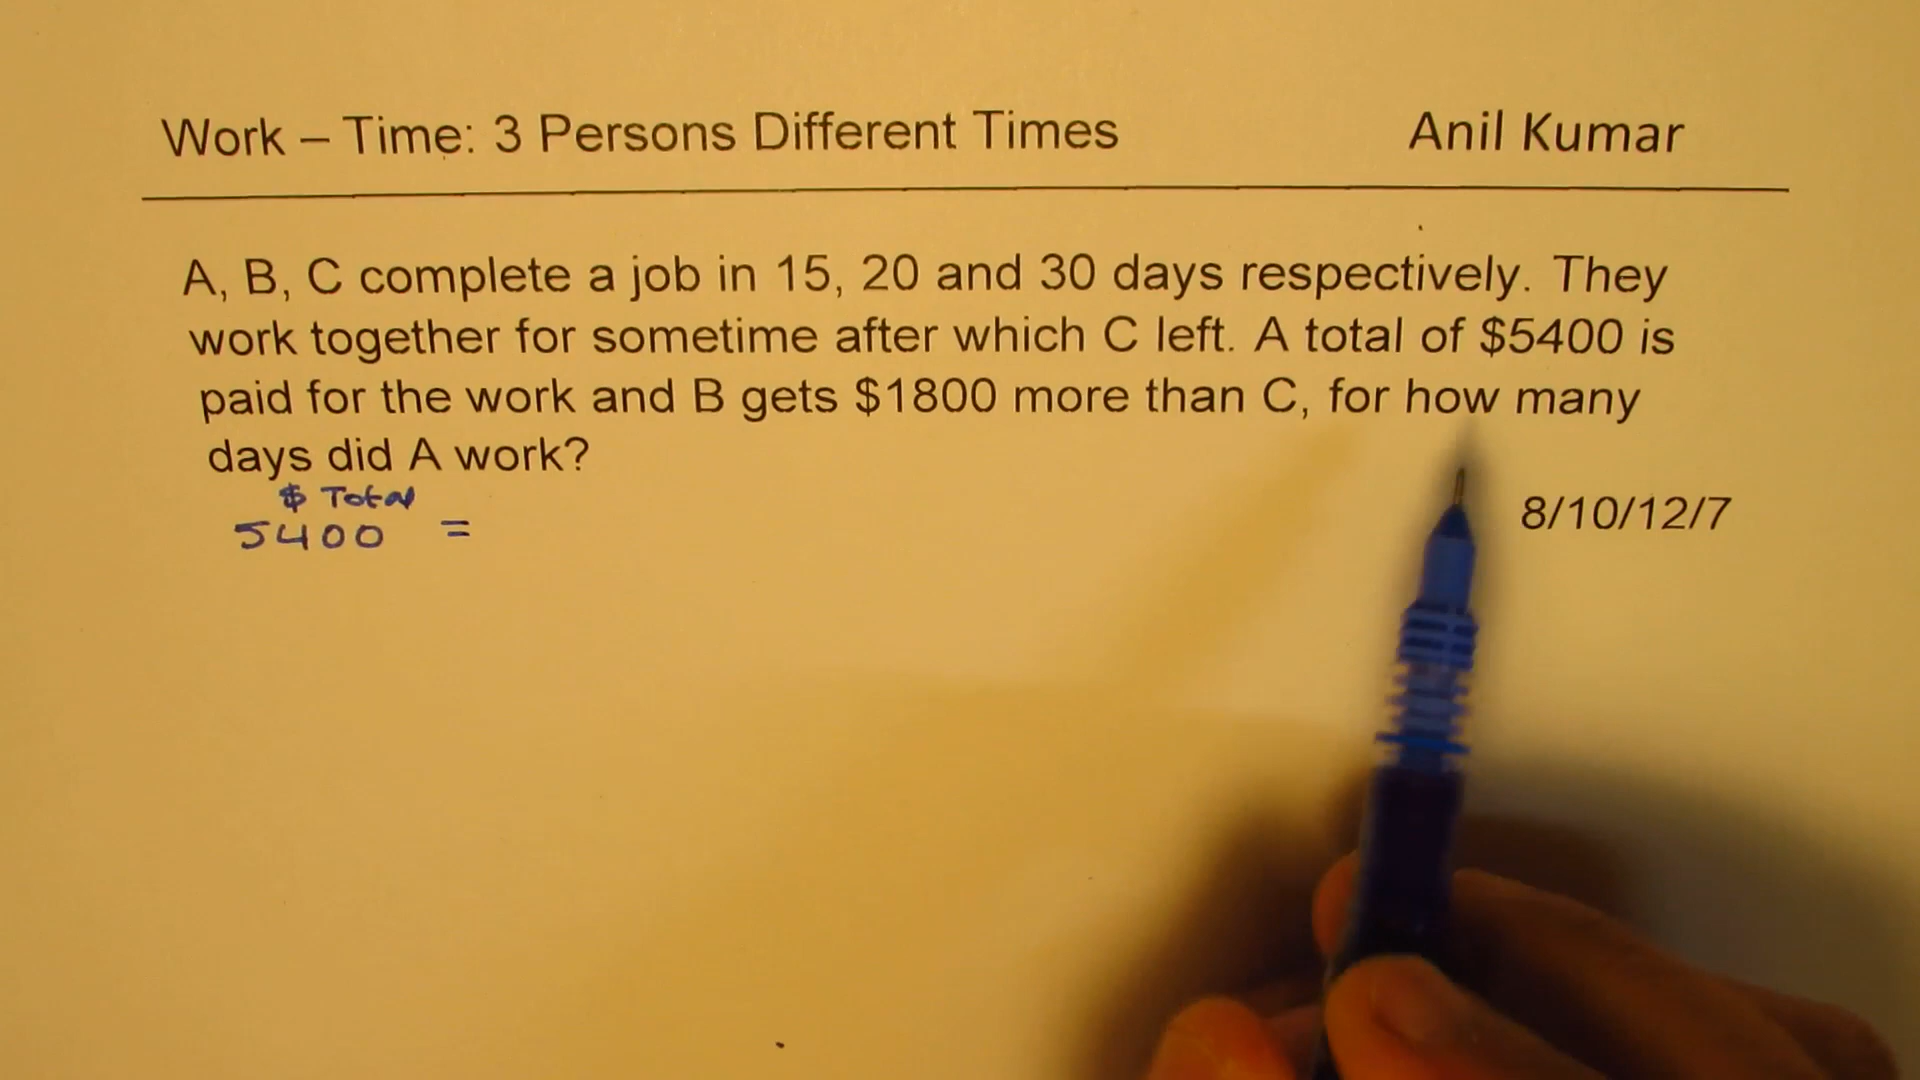 Work – Time: 3 Persons Different Times Anil Kumar
A, B, C complete a job in 15, 20 and 30 days respectively. They
work together for sometime after which C left. A total of $5400 is
paid for the work and B gets $1800 more than C, for how many
days did A work?
$ Total
5400 =
8/10/12/7